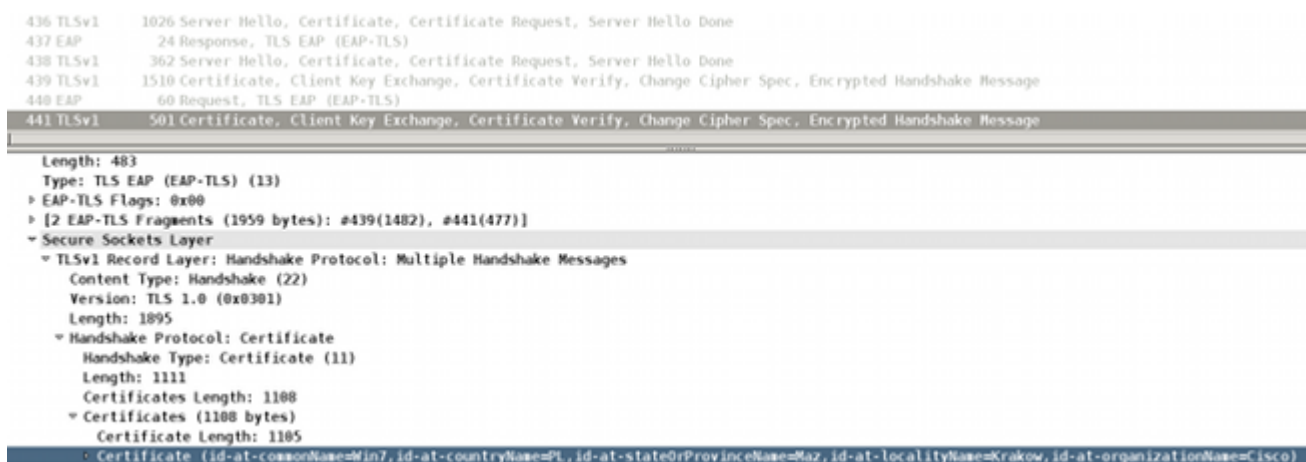 436 TLSv1 1026 Server Hello, Certificate, Certificate Request, Server Hello Done
437 EAP 24 Response, TLS EAP (EAP-TLS)
438 TLSv1 362 Server Hello, Certificate, Certificate Request, Server Hello Done
439 TLSv1 1510 Certificate, Client Key Exchange, Certificate Verify, Change Cipher Spec, Encrypted Handshake Message
440 EAP 60 Request, TLS EAP (EAP-TLS)
441 TLSv1 501 Certificate, Client Key Exchange, Certificate Verify, Change Cipher Spec, Encrypted Handshake Message
Length: 483
Type: TLS EAP (EAP-TLS) (13)
EAP-TLS Flags: 0x00
[2 EAP-TLS Fragments (1959 bytes): #439(1482), #441(477)]
Secure Sockets Layer
TLSv1 Record Layer: Handshake Protocol: Multiple Handshake Messages
Content Type: Handshake (22)
Version: TLS 1.0 (0x0301)
Length: 1895
Handshake Protocol: Certificate
Handshake Type: Certificate (11)
Length: 1111
Certificates Length: 1108
Certificates (1108 bytes)
Certificate Length: 1105
Certificate (id-at-commonName=Win7,id-at-countryName=PL,id-at-stateOrProvinceName=Maz,id-at-localityName=Krakow,id-at-organizationName=Cisco)